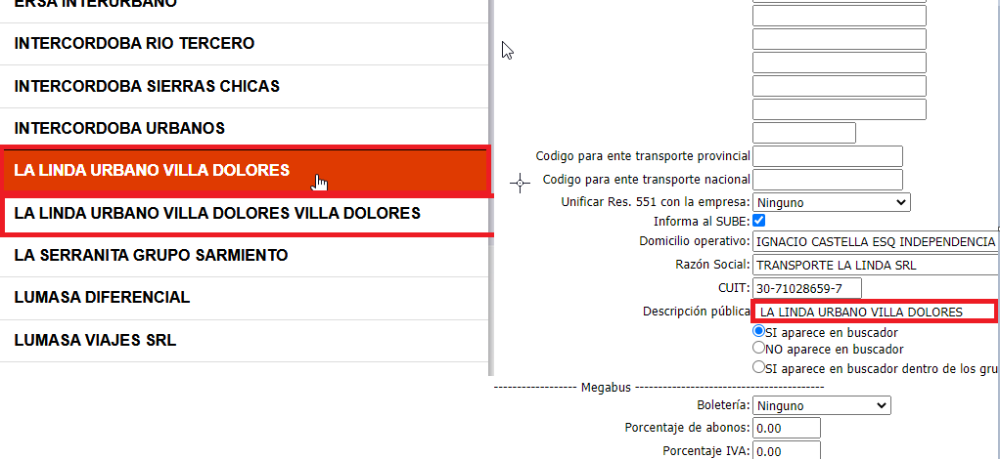 ERSA INTERURBANO
INTERCORDOBA RIO TERCERO
INTERCORDOBA SIERRAS CHICAS
INTERCORDOBA URBANOS
LA LINDA URBANO VILLA DOLORES
LA LINDA URBANO VILLA DOLORES VILLA DOLORES
LA SERRANITA GRUPO SARMIENTO
LUMASA DIFERENCIAL
LUMASA VIAJES SRL
Codigo para ente transporte provincial
Codigo para ente transporte nacional
Unificar Res. 551 con la empresa: Ninguno
Informa al SUBE:
Domicilio operativo: IGNACIO CASTELLA ESQ INDEPENDENCIA
Razón Social: TRANSPORTE LA LINDA SRL
CUIT: 30-71028659-7
Descripción pública LA LINDA URBANO VILLA DOLORES
SI aparece en buscador
NO aparece en buscador
SI aparece en buscador dentro de los gru
------------------ Megabus -----------------------------------------
Boletería: Ninguno
Porcentaje de abonos: 0.00
Porcentaje IVA: 0.00